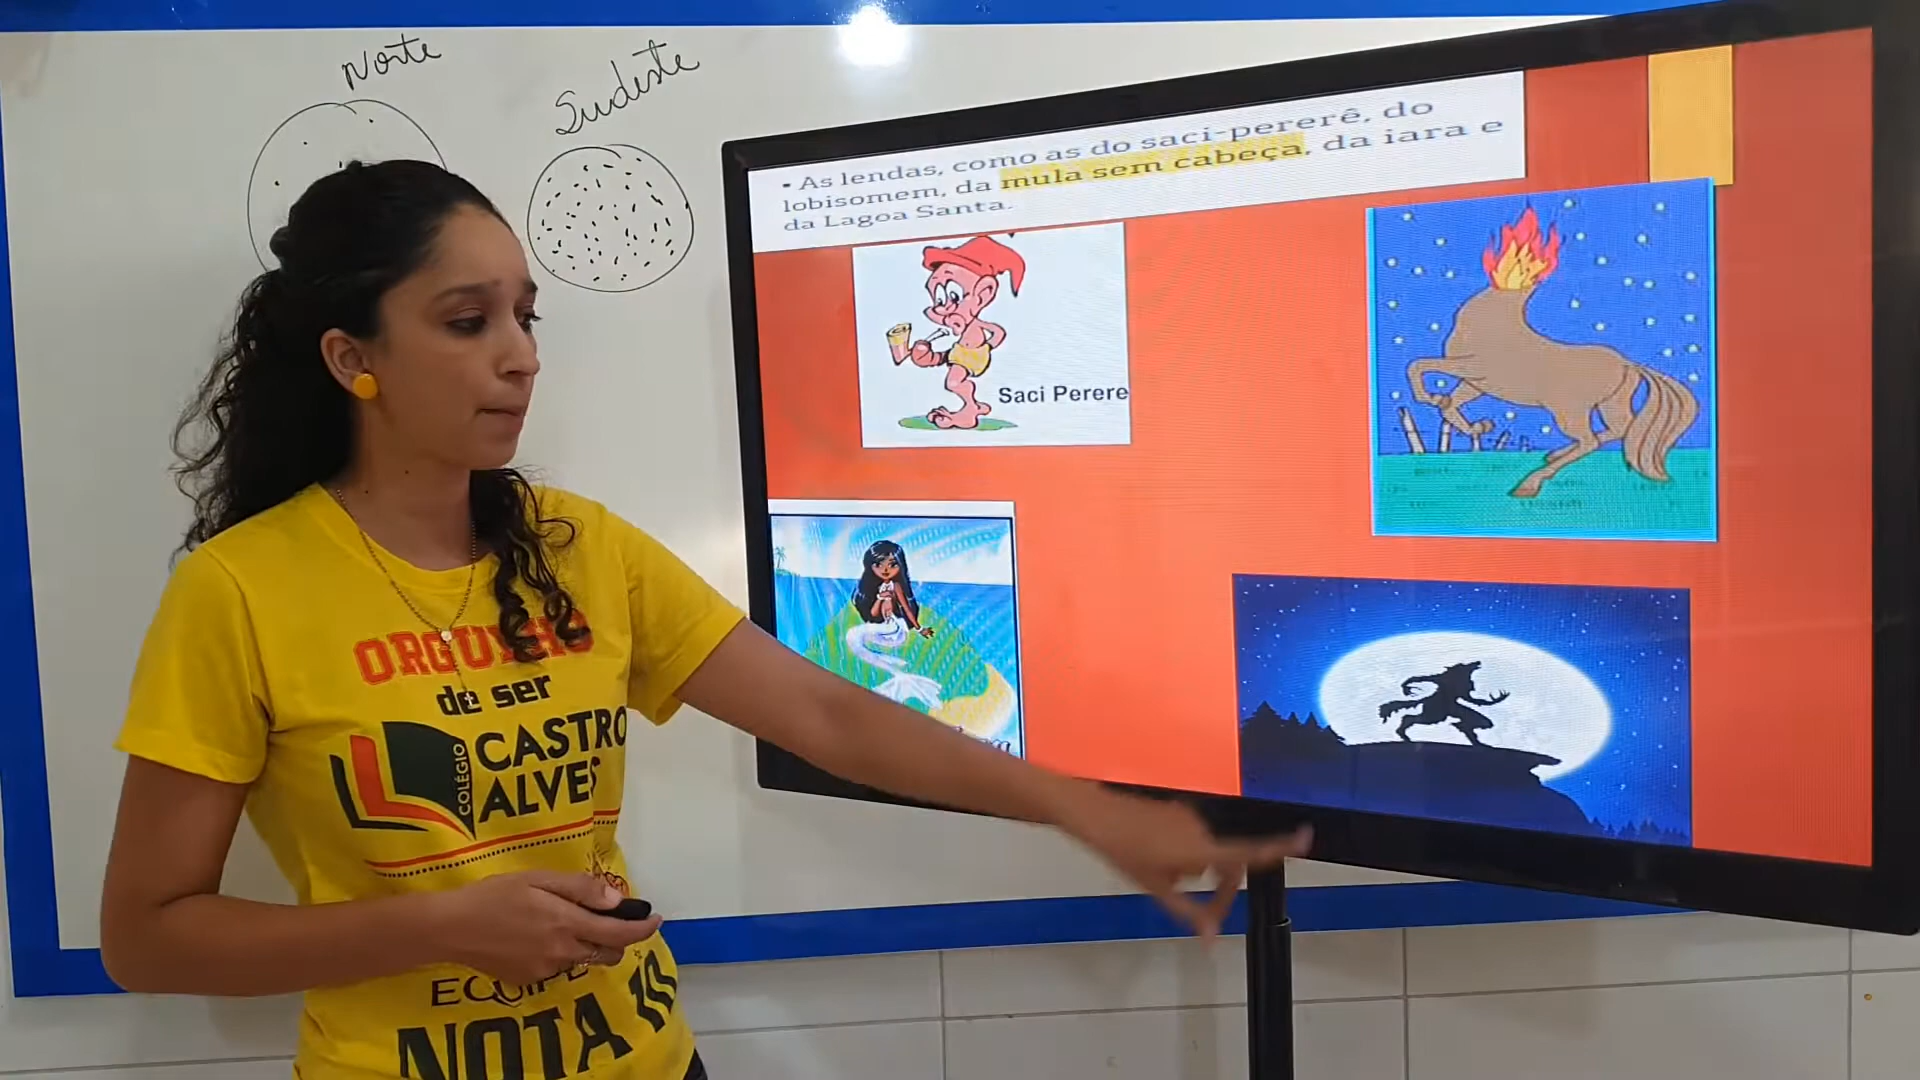 Norte
Sudeste
• As lendas, como as do saci-pererê, do
lobisomem, da mula sem cabeça, da iara e
da Lagoa Santa.
Saci Perere
ORGULHO
de ser
COLÉGIO
CASTRO
ALVES
EQUIPE
NOTA 10